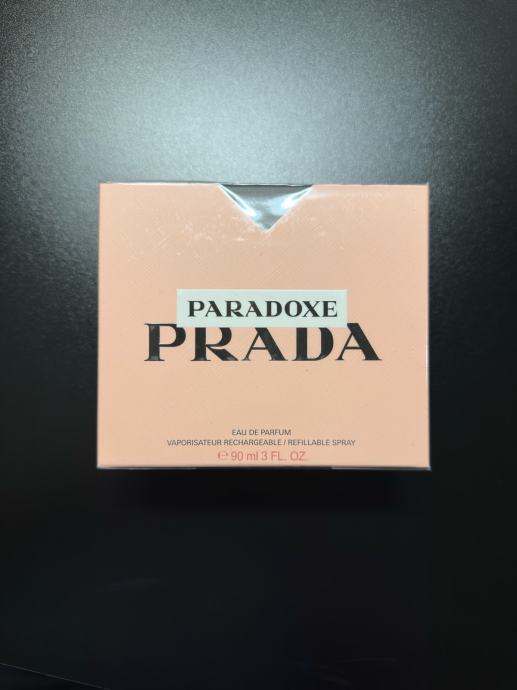 PARADOXE
PRADA
EAU DE PARFUM
VAPORISATEUR RECHARGEABLE / REFILLABLE SPRAY
℮ 90 ml 3 FL. OZ.